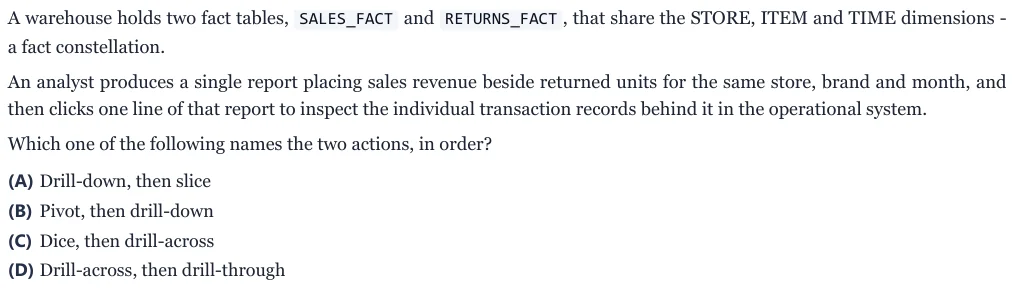 A warehouse holds two fact tables, SALES_FACT and RETURNS_FACT , that share the STORE, ITEM and TIME dimensions -
a fact constellation.
An analyst produces a single report placing sales revenue beside returned units for the same store, brand and month, and
then clicks one line of that report to inspect the individual transaction records behind it in the operational system.
Which one of the following names the two actions, in order?
(A) Drill-down, then slice
(B) Pivot, then drill-down
(C) Dice, then drill-across
(D) Drill-across, then drill-through